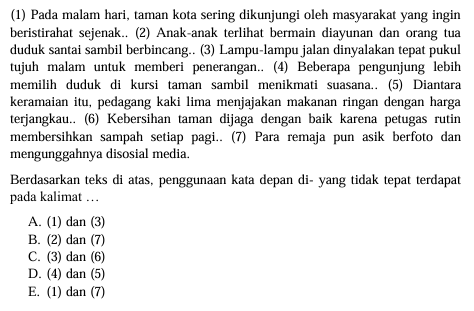 (1) Pada malam hari, taman kota sering dikunjungi oleh masyarakat yang ingin
beristirahat sejenak.. (2) Anak-anak terlihat bermain diayunan dan orang tua
duduk santai sambil berbincang.. (3) Lampu-lampu jalan dinyalakan tepat pukul
tujuh malam untuk memberi penerangan.. (4) Beberapa pengunjung lebih
memilih duduk di kursi taman sambil menikmati suasana.. (5) Diantara
keramaian itu, pedagang kaki lima menjajakan makanan ringan dengan harga
terjangkau.. (6) Kebersihan taman dijaga dengan baik karena petugas rutin
membersihkan sampah setiap pagi.. (7) Para remaja pun asik berfoto dan
mengunggahnya disosial media.
Berdasarkan teks di atas, penggunaan kata depan di- yang tidak tepat terdapat
pada kalimat …
A. (1) dan (3)
B. (2) dan (7)
C. (3) dan (6)
D. (4) dan (5)
E. (1) dan (7)